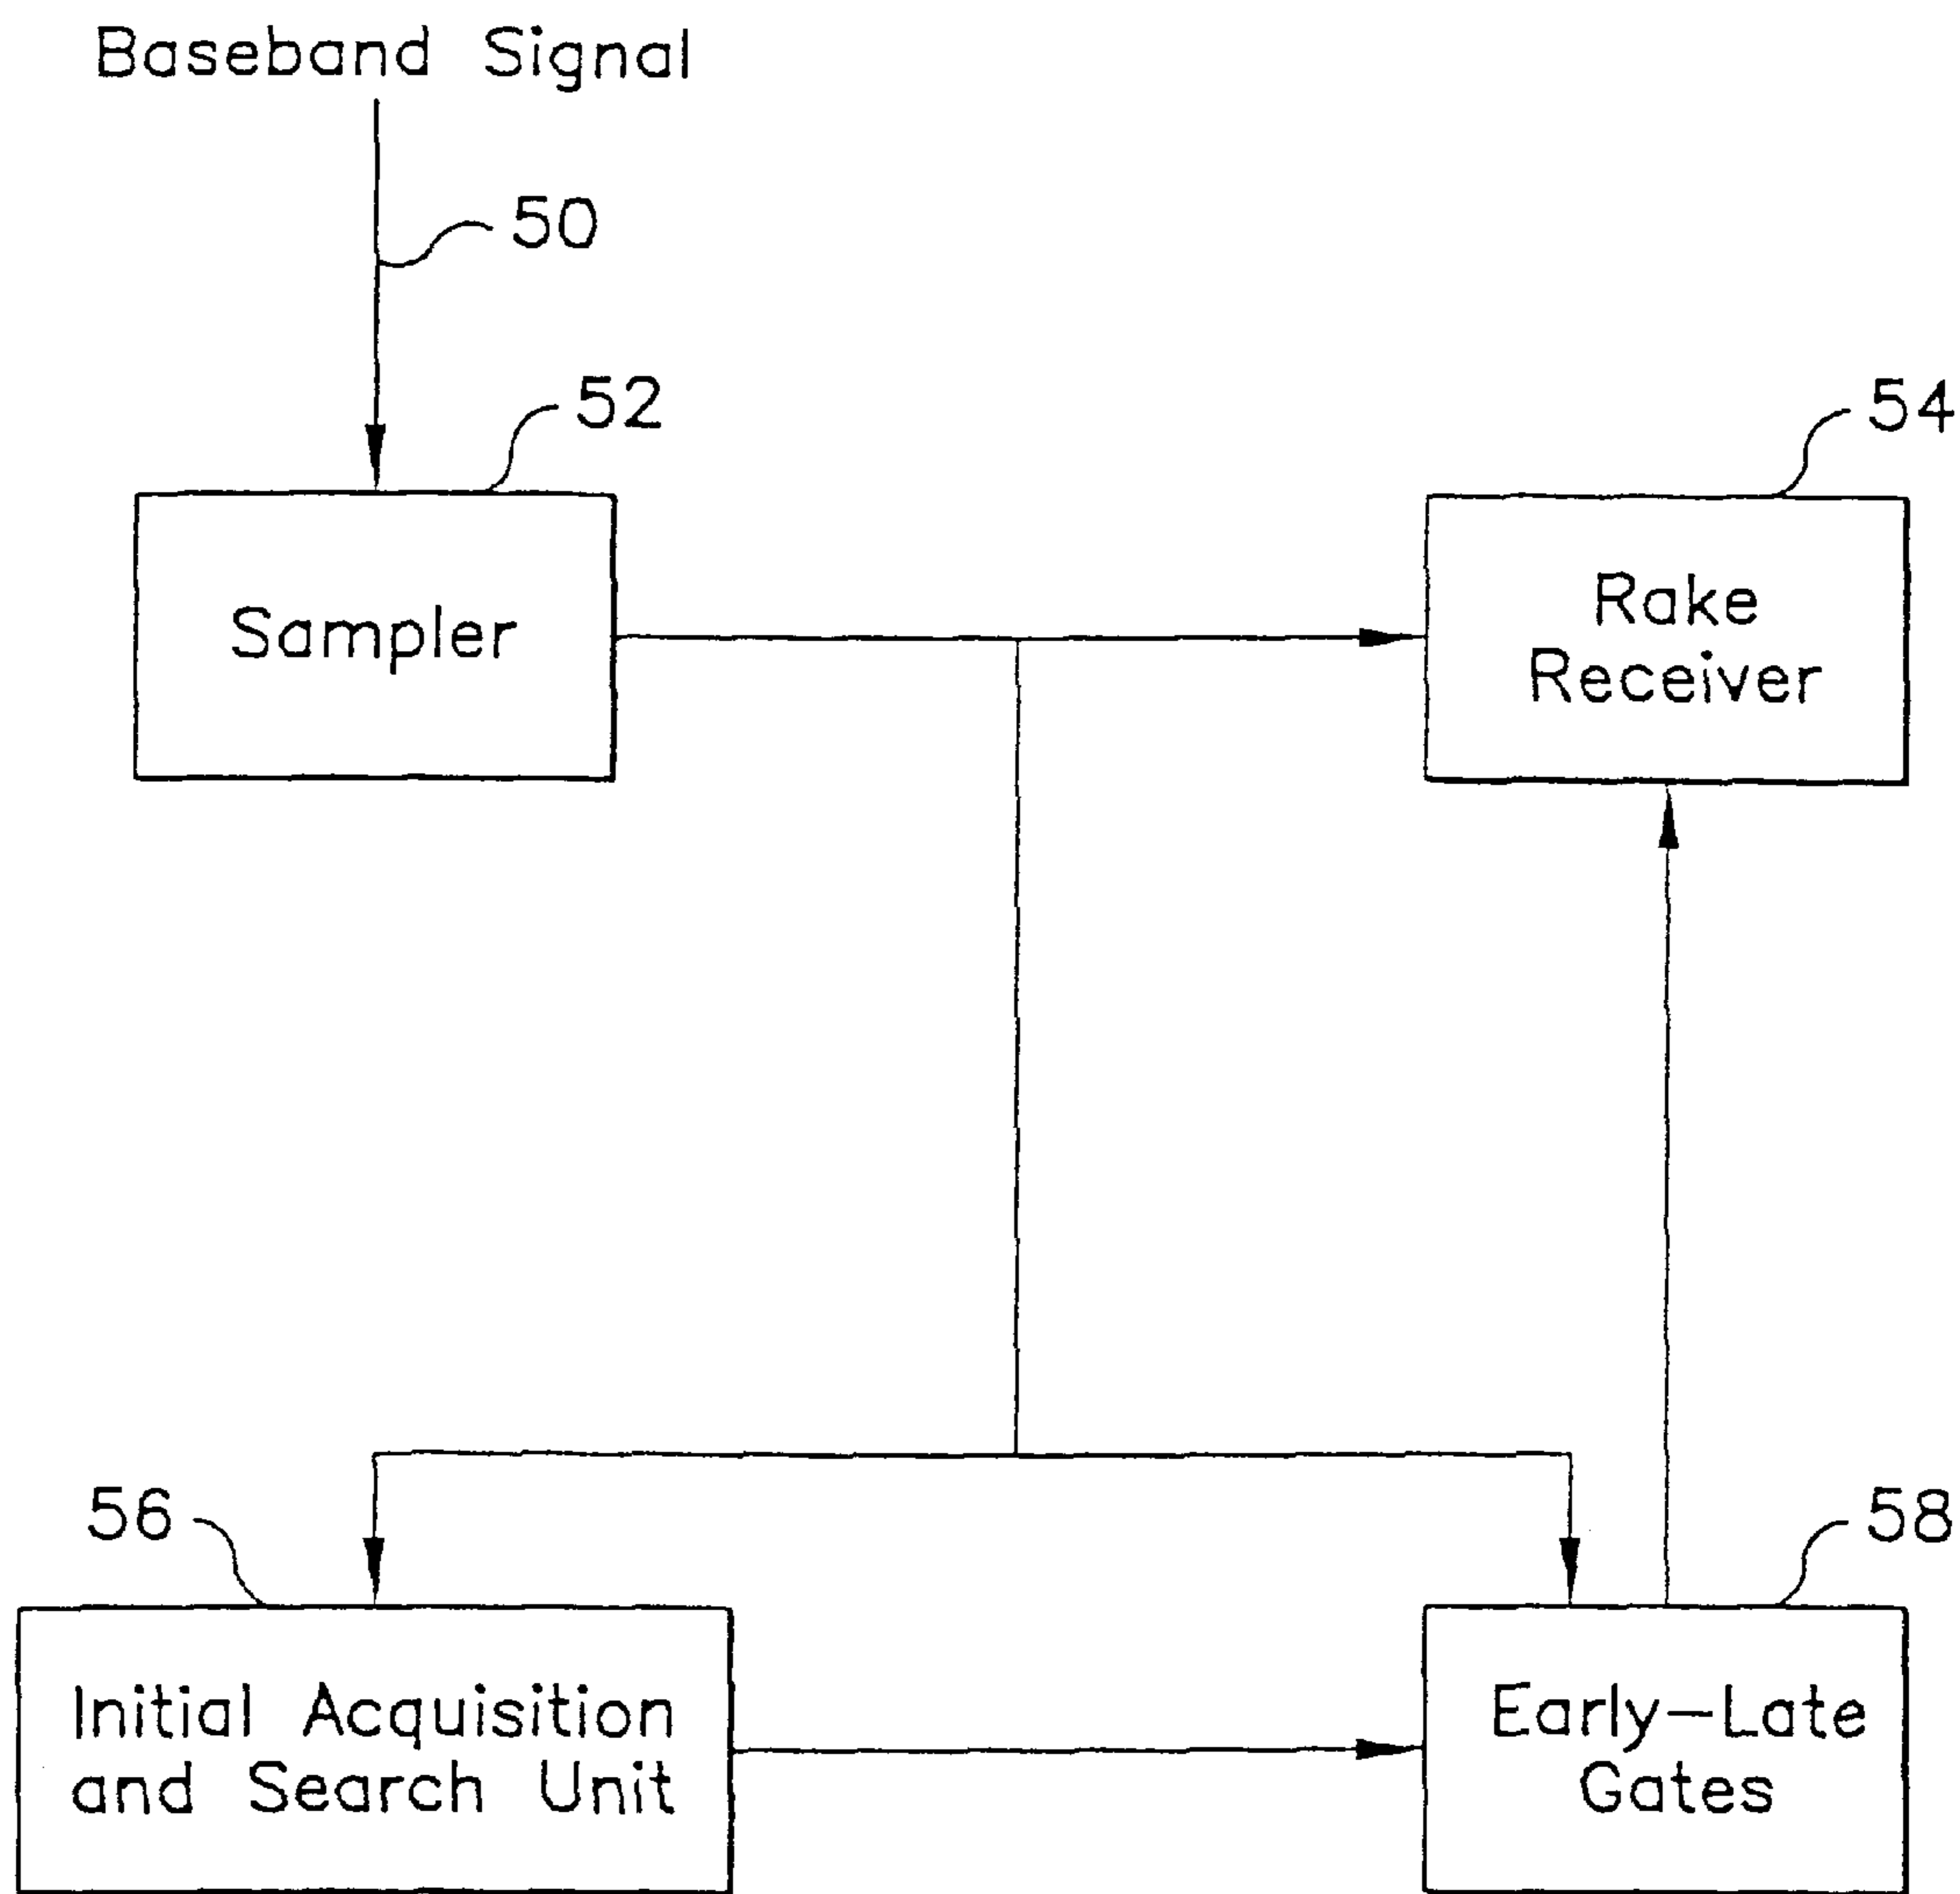 Baseband Signal
50
52
54
Sampler
Rake
Receiver
56
58
Initial Acquisition
and Search Unit
Early-Late
Gates